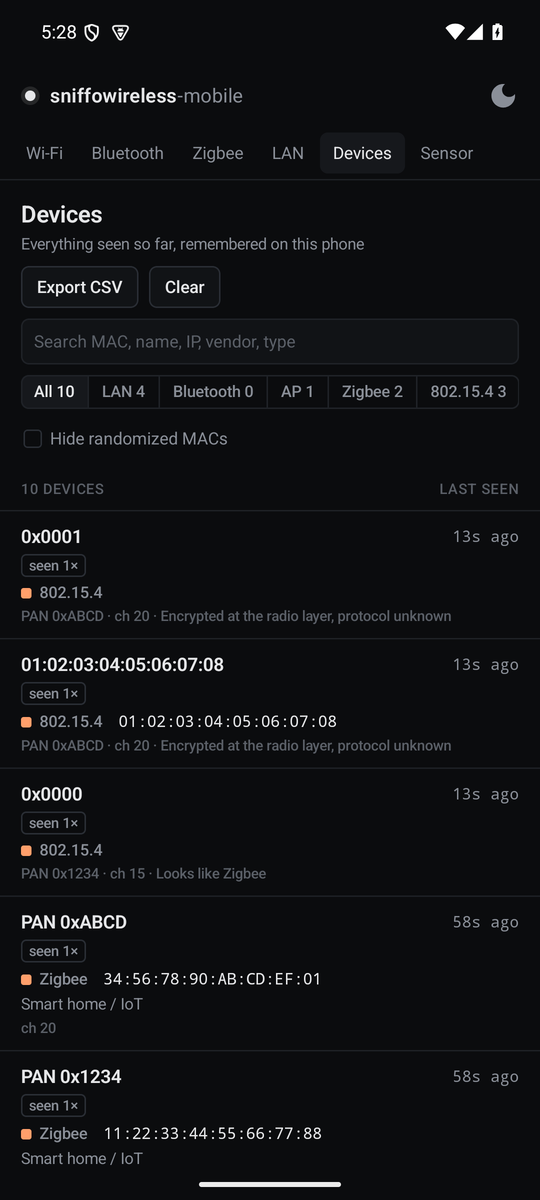 5:28
sniffowireless-mobile
Wi-Fi Bluetooth Zigbee LAN Devices Sensor
Devices
Everything seen so far, remembered on this phone
Export CSV Clear
Search MAC, name, IP, vendor, type
All 10 LAN 4 Bluetooth 0 AP 1 Zigbee 2 802.15.4 3
Hide randomized MACs
10 DEVICES LAST SEEN
0x0001 13s ago
seen 1×
802.15.4
PAN 0xABCD · ch 20 · Encrypted at the radio layer, protocol unknown
01:02:03:04:05:06:07:08 13s ago
seen 1×
802.15.4 01:02:03:04:05:06:07:08
PAN 0xABCD · ch 20 · Encrypted at the radio layer, protocol unknown
0x0000 13s ago
seen 1×
802.15.4
PAN 0x1234 · ch 15 · Looks like Zigbee
PAN 0xABCD 58s ago
seen 1×
Zigbee 34:56:78:90:AB:CD:EF:01
Smart home / IoT
ch 20
PAN 0x1234 58s ago
seen 1×
Zigbee 11:22:33:44:55:66:77:88
Smart home / IoT